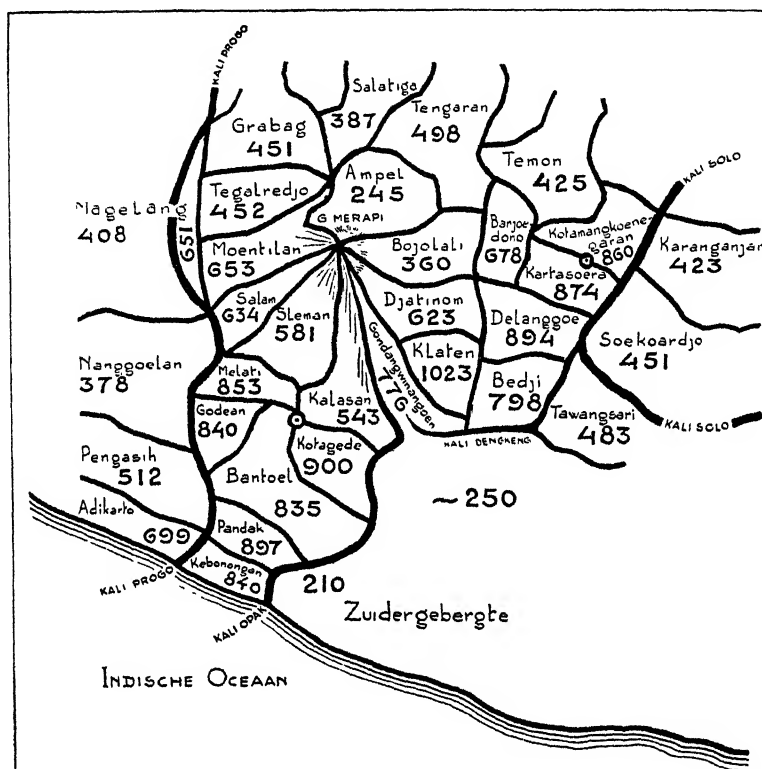 KALI PROGO
Salatiga
387
Tengaran
498
Grabag
451
Temon
425
KALI SOLO
Ampel
245
Tegalredjo
452
Magelang
408
651
G MERAPI
Moentilan
653
Bojolali
360
Banjoe-
dono
678
Kotamangkoene-
garan
860
Karanganjar
423
Kartasoera
874
Salam
634
Sleman
581
Djatinom
623
Delanggoe
894
Soekoardjo
451
Gondangwinangoen
776
Klaten
1023
Nanggoelan
378
Melati
853
Bedji
798
Kalasan
543
Godean
840
Tawangsari
483
KALI SOLO
KALI DENGKENG
Kotagede
900
Pengasih
512
Bantoel
835
~250
Adikarto
699
Pandak
897
Kebonongan
840
210
KALI PROGO
KALI OPAK
Zuidergebergte
INDISCHE OCEAAN